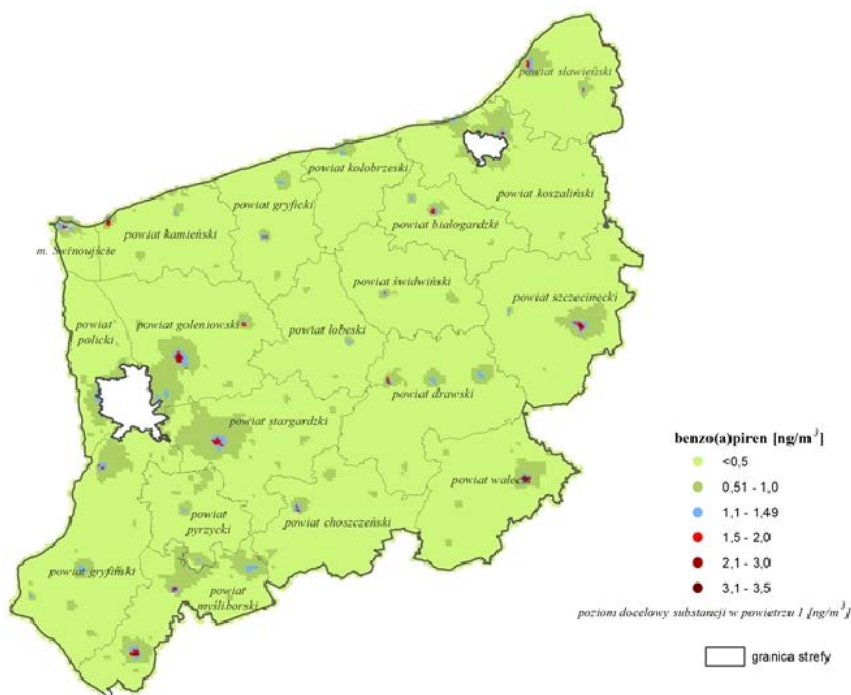 powiat sławieński
powiat kołobrzeski
powiat koszaliński
powiat gryficki
powiat białogardzki
powiat kamieński
m. Świnoujście
powiat świdwiński
powiat szczecinecki
powiat goleniowski
powiat
policki
powiat łobeski
powiat drawski
powiat stargardzki
benzo(a)piren [ng/m³]
<0,5
0,51 - 1,0
1,1 - 1,49
1,5 - 2,0
2,1 - 3,0
3,1 - 3,5
poziom docelowy substancji w powietrzu 1 [ng/m³]
granica strefy
powiat wałecki
powiat choszczeński
powiat
pyrzycki
powiat gryfiński
powiat
myśliborski